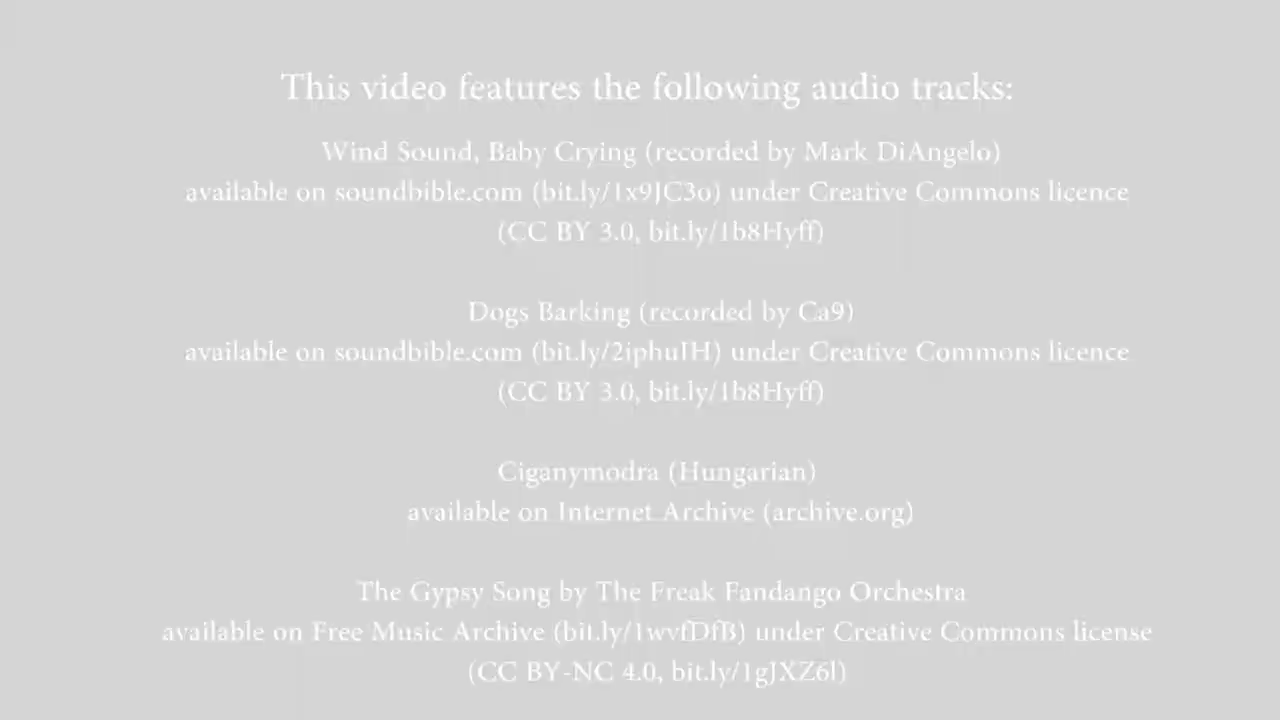 This video features the following audio tracks:
Wind Sound, Baby Crying (recorded by Mark DiAngelo)
available on soundbible.com (bit.ly/1x9JC3o) under Creative Commons licence
(CC BY 3.0, bit.ly/1b8Hyff)
Dogs Barking (recorded by Ca9)
available on soundbible.com (bit.ly/2iphuIH) under Creative Commons licence
(CC BY 3.0, bit.ly/1b8Hyff)
Ciganymodra (Hungarian)
available on Internet Archive (archive.org)
The Gypsy Song by The Freak Fandango Orchestra
available on Free Music Archive (bit.ly/1wvfDfB) under Creative Commons license
(CC BY-NC 4.0, bit.ly/1gJXZ6l)